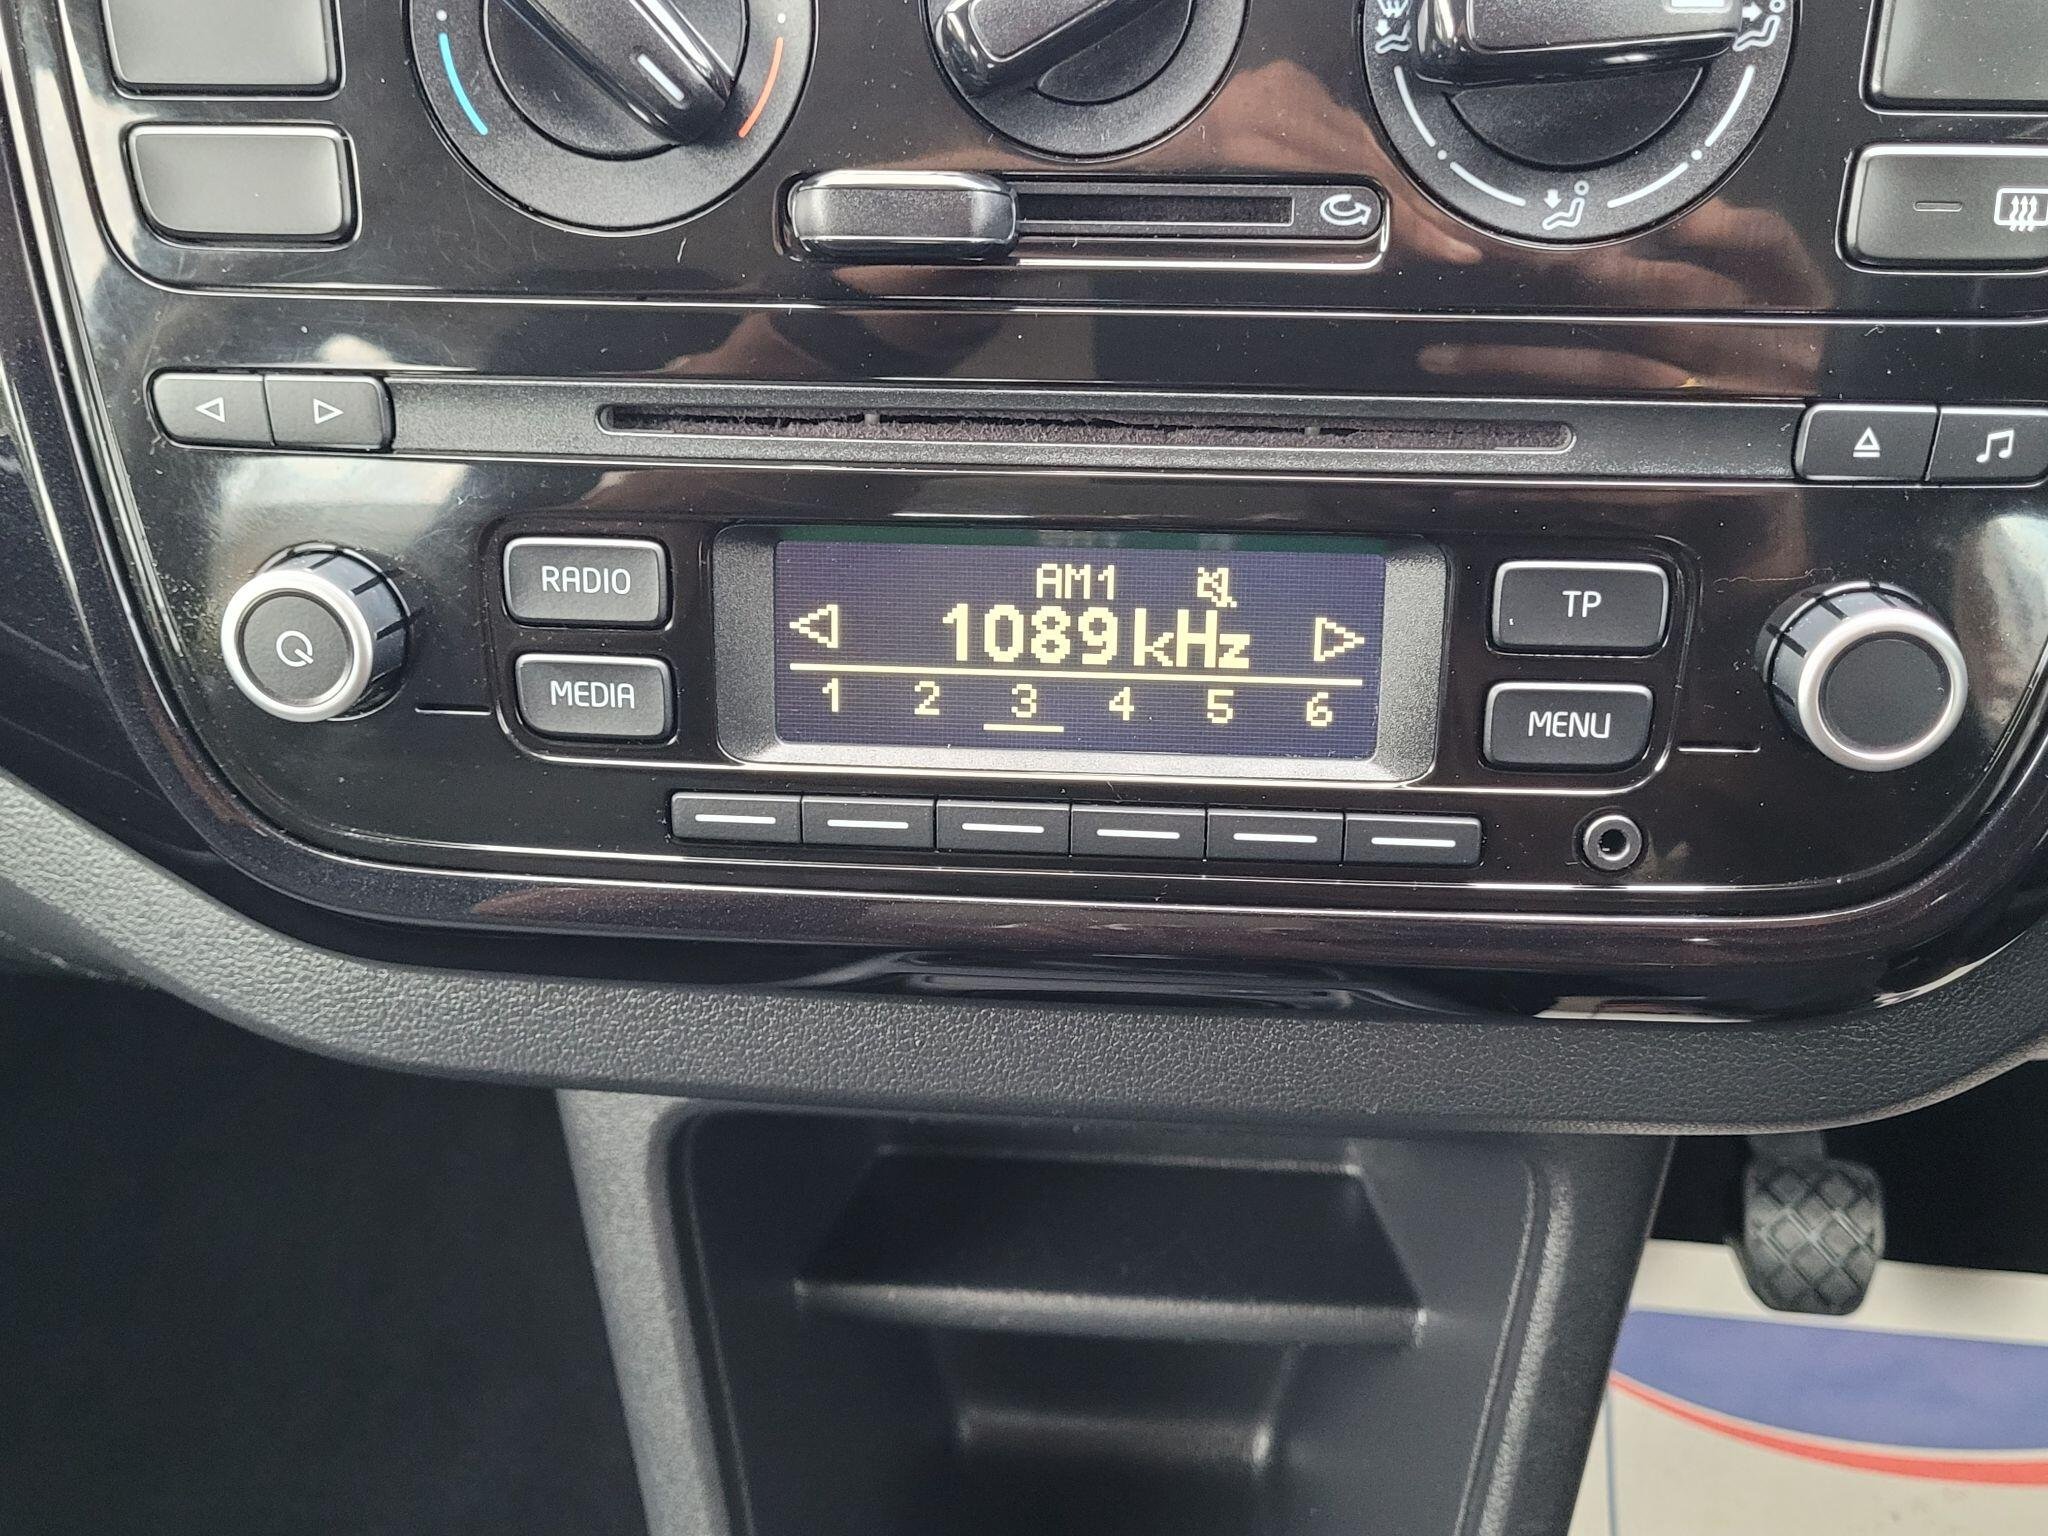 RADIO
MEDIA
AM1
1089 kHz
1 2 3 4 5 6
TP
MENU